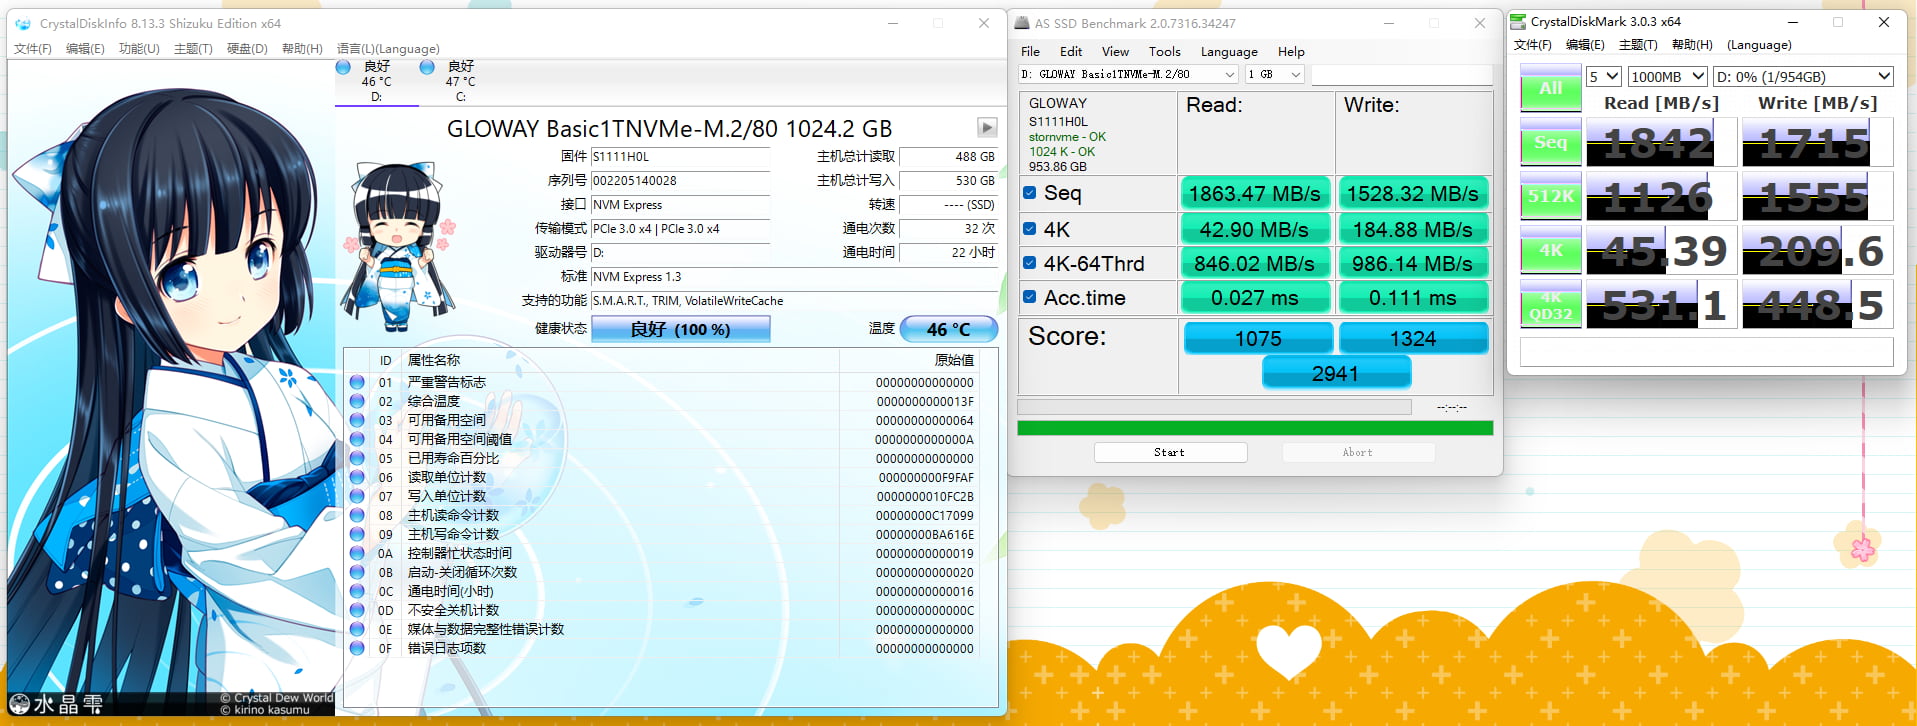 CrystalDiskInfo 8.13.3 Shizuku Edition x64
文件(F) 编辑(E) 功能(U) 主题(T) 硬盘(D) 帮助(H) 语言(L)(Language)
良好 良好
46 °C 47 °C
D: C:
GLOWAY Basic1TNVMe-M.2/80 1024.2 GB
固件 S1111H0L 主机总计读取 488 GB
序列号 002205140028 主机总计写入 530 GB
接口 NVM Express 转速 ---- (SSD)
传输模式 PCIe 3.0 x4 | PCIe 3.0 x4 通电次数 32 次
驱动器号 D: 通电时间 22 小时
标准 NVM Express 1.3
支持的功能 S.M.A.R.T., TRIM, VolatileWriteCache
健康状态 良好 (100 %) 温度 46 °C
ID 属性名称 原始值
01 严重警告标志 00000000000000
02 综合温度 0000000000013F
03 可用备用空间 00000000000064
04 可用备用空间阈值 0000000000000A
05 已用寿命百分比 00000000000000
06 读取单位计数 000000000F9FAF
07 写入单位计数 0000000010FC2B
08 主机读命令计数 00000000C17099
09 主机写命令计数 00000000BA616E
0A 控制器忙状态时间 00000000000019
0B 启动-关闭循环次数 00000000000020
0C 通电时间(小时) 00000000000016
0D 不安全关机计数 0000000000000C
0E 媒体与数据完整性错误计数 00000000000000
0F 错误日志项数 00000000000000
水晶雫
© Crystal Dew World
© kirino kasumu
AS SSD Benchmark 2.0.7316.34247
File Edit View Tools Language Help
D: GLOWAY Basic1TNVMe-M.2/80 1 GB
GLOWAY Read: Write:
S1111H0L
stornvme - OK
1024 K - OK
953.86 GB
Seq 1863.47 MB/s 1528.32 MB/s
4K 42.90 MB/s 184.88 MB/s
4K-64Thrd 846.02 MB/s 986.14 MB/s
Acc.time 0.027 ms 0.111 ms
Score: 1075 1324
2941
--:--:--
Start Abort
CrystalDiskMark 3.0.3 x64
文件(F) 编辑(E) 主题(T) 帮助(H) (Language)
All 5 1000MB D: 0% (1/954GB)
Read [MB/s] Write [MB/s]
Seq 1842 1715
512K 1126 1555
4K 45.39 209.6
4K QD32 531.1 448.5